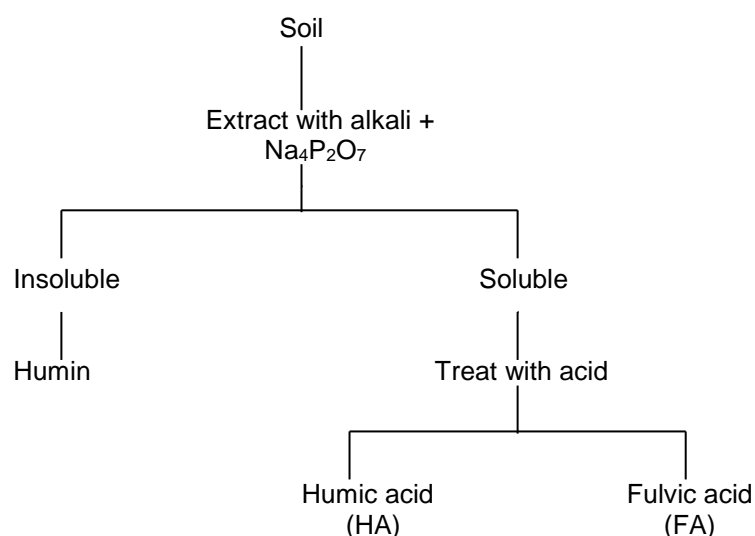 Soil
Extract with alkali +
Na₄P₂O₇
Insoluble
Soluble
Humin
Treat with acid
Humic acid
(HA)
Fulvic acid
(FA)